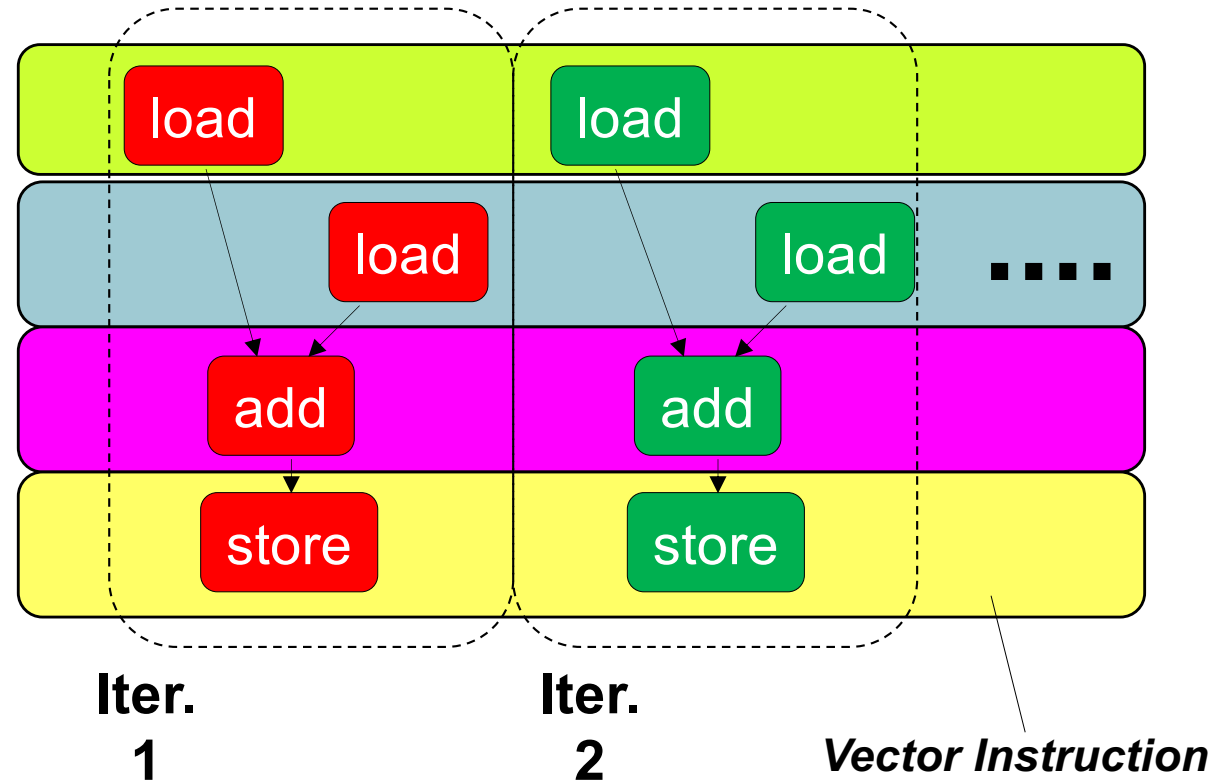 load load
load load
add add
store store
Iter. Iter.
1 2
Vector Instruction